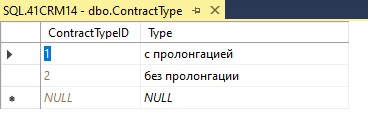 SQL.41CRM14 - dbo.ContractType
ContractTypeID Type
1 с пролонгацией
2 без пролонгации
NULL NULL